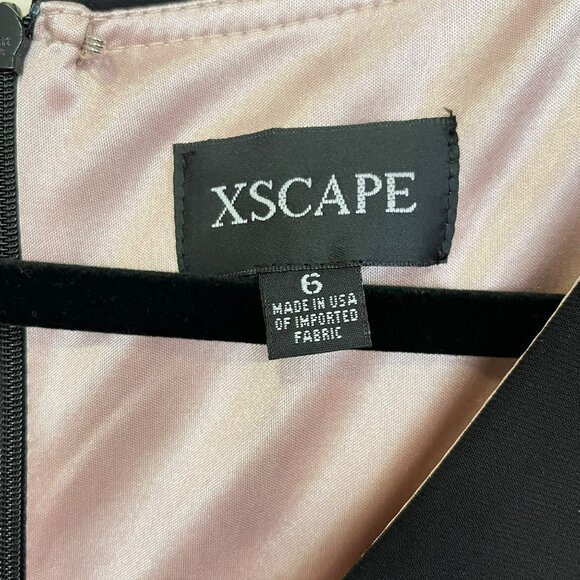 XSCAPE
6
MADE IN USA
OF IMPORTED
FABRIC